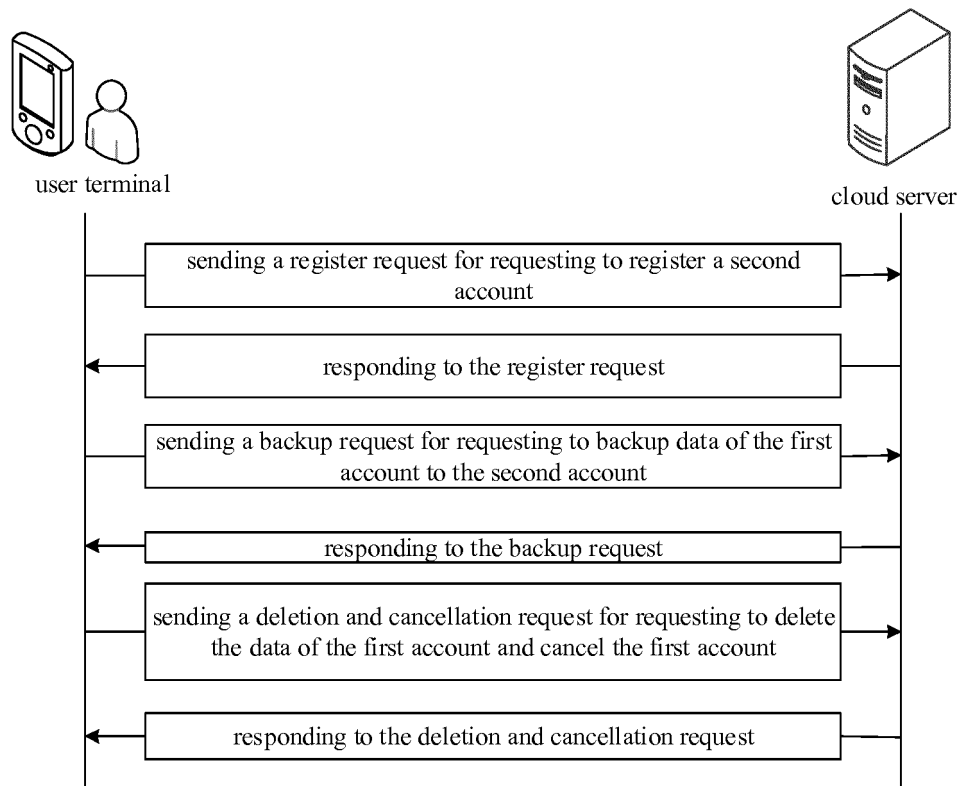 user terminal
cloud server
sending a register request for requesting to register a second
account
responding to the register request
sending a backup request for requesting to backup data of the first
account to the second account
responding to the backup request
sending a deletion and cancellation request for requesting to delete
the data of the first account and cancel the first account
responding to the deletion and cancellation request